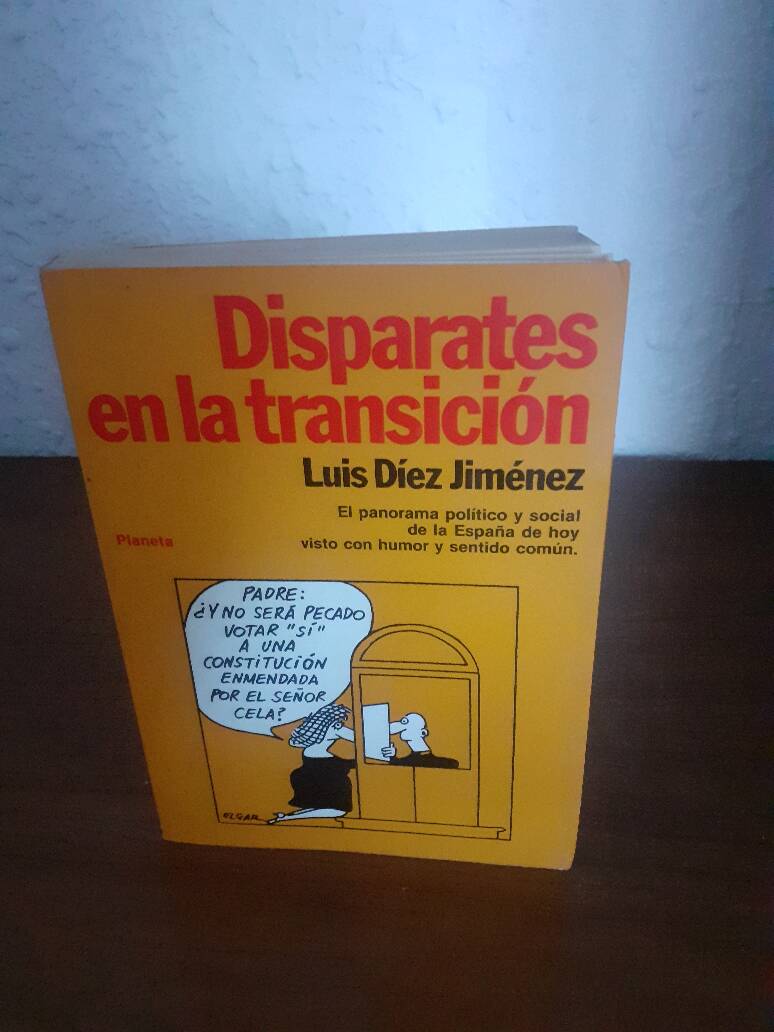 Disparates
en la transición
Luis Díez Jiménez
El panorama político y social
de la España de hoy
visto con humor y sentido común.
Planeta
PADRE:
¿Y NO SERÁ PECADO
VOTAR "SÍ"
A UNA
CONSTITUCIÓN
ENMENDADA
POR EL SEÑOR
CELA?
OLGAR